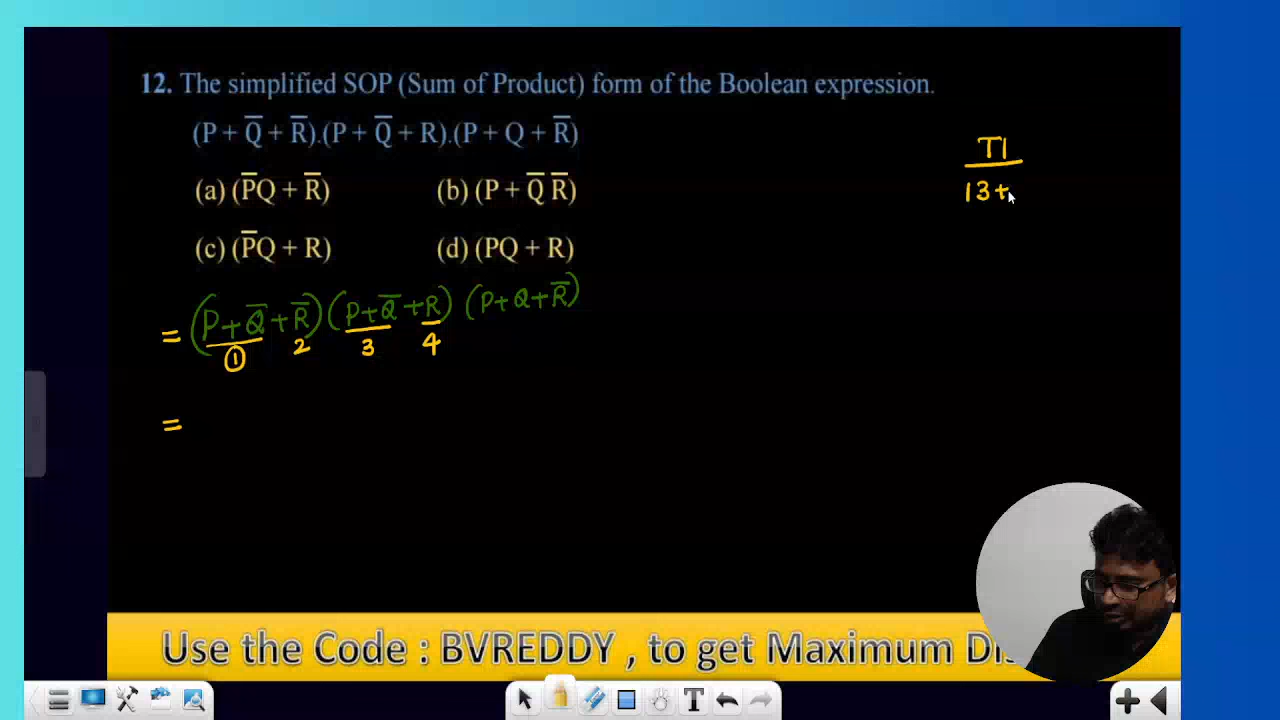 12. The simplified SOP (Sum of Product) form of the Boolean expression.
(P + Q̅ + R̅).(P + Q̅ + R).(P + Q + R̅)
(a) (P̅Q + R̅) (b) (P + Q̅ R̅)
(c) (P̅Q + R) (d) (PQ + R)
T1
13+
= (P+Q̅+R̅)(P+Q̅+R) (P+Q+R̅)
① 2 3 4
=
Use the Code : BVREDDY , to get Maximum